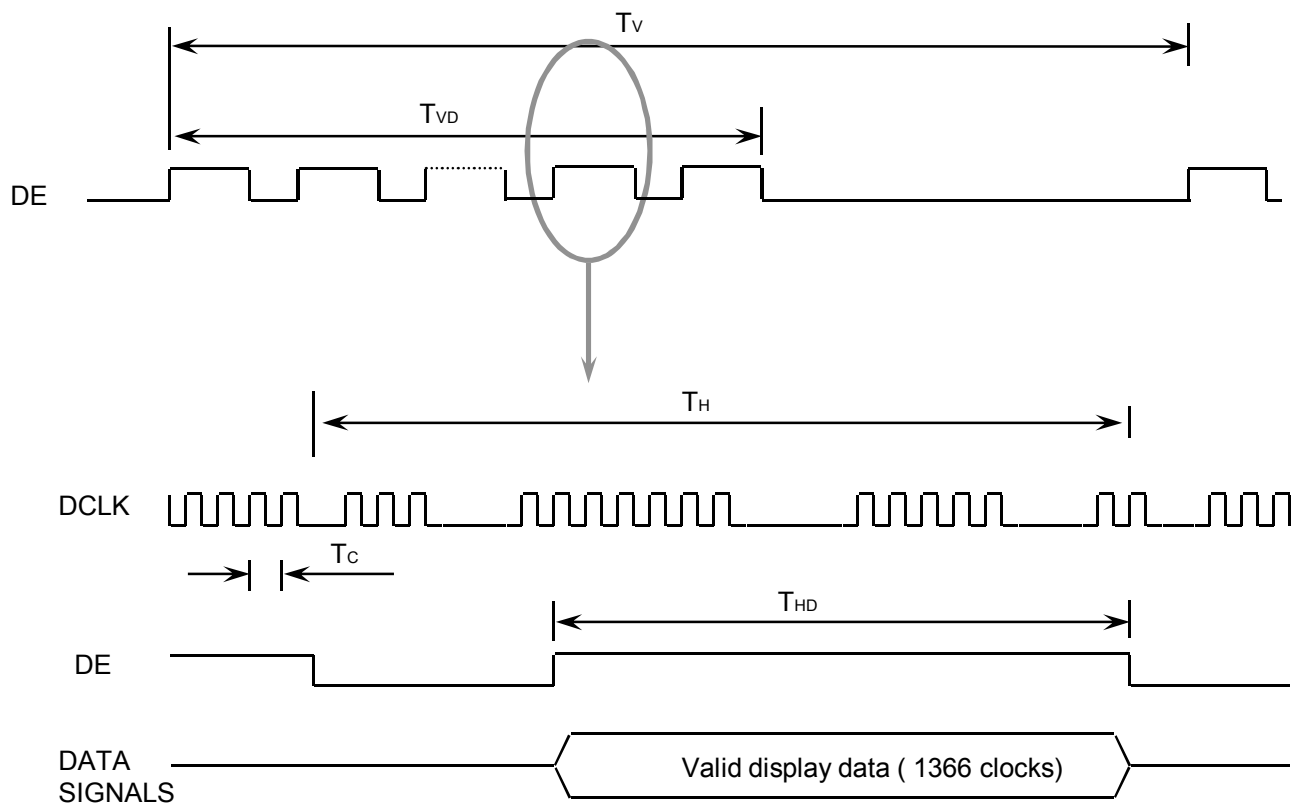 TV
TVD
DE
TH
DCLK
TC
THD
DE
DATA
SIGNALS
Valid display data ( 1366 clocks)